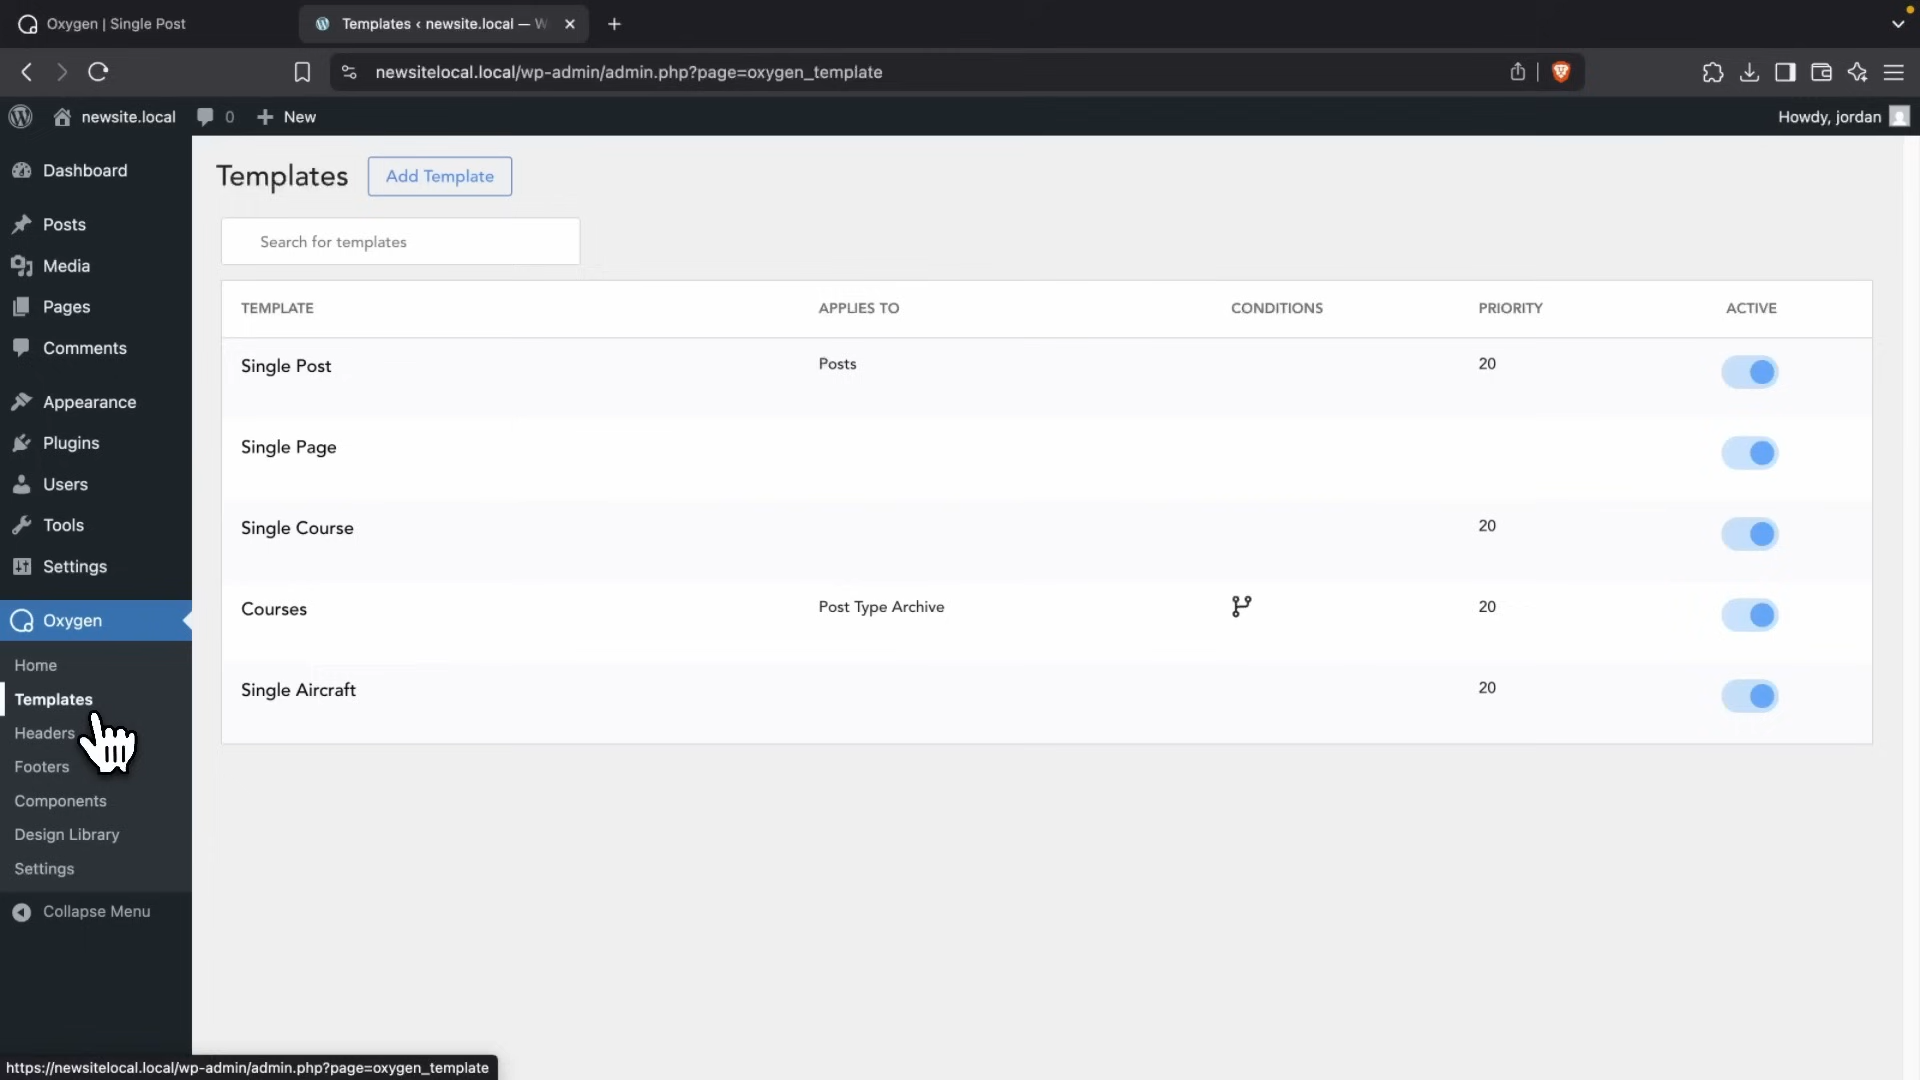 Oxygen | Single Post
Templates ‹ newsite.local — W
newsitelocal.local/wp-admin/admin.php?page=oxygen_template
newsite.local
0
New
Howdy, jordan
Dashboard
Posts
Media
Pages
Comments
Appearance
Plugins
Users
Tools
Settings
Oxygen
Home
Templates
Headers
Footers
Components
Design Library
Settings
Collapse Menu
Templates
Add Template
Search for templates
TEMPLATE APPLIES TO CONDITIONS PRIORITY ACTIVE
Single Post Posts 20
Single Page
Single Course 20
Courses Post Type Archive 20
Single Aircraft 20
https://newsitelocal.local/wp-admin/admin.php?page=oxygen_template